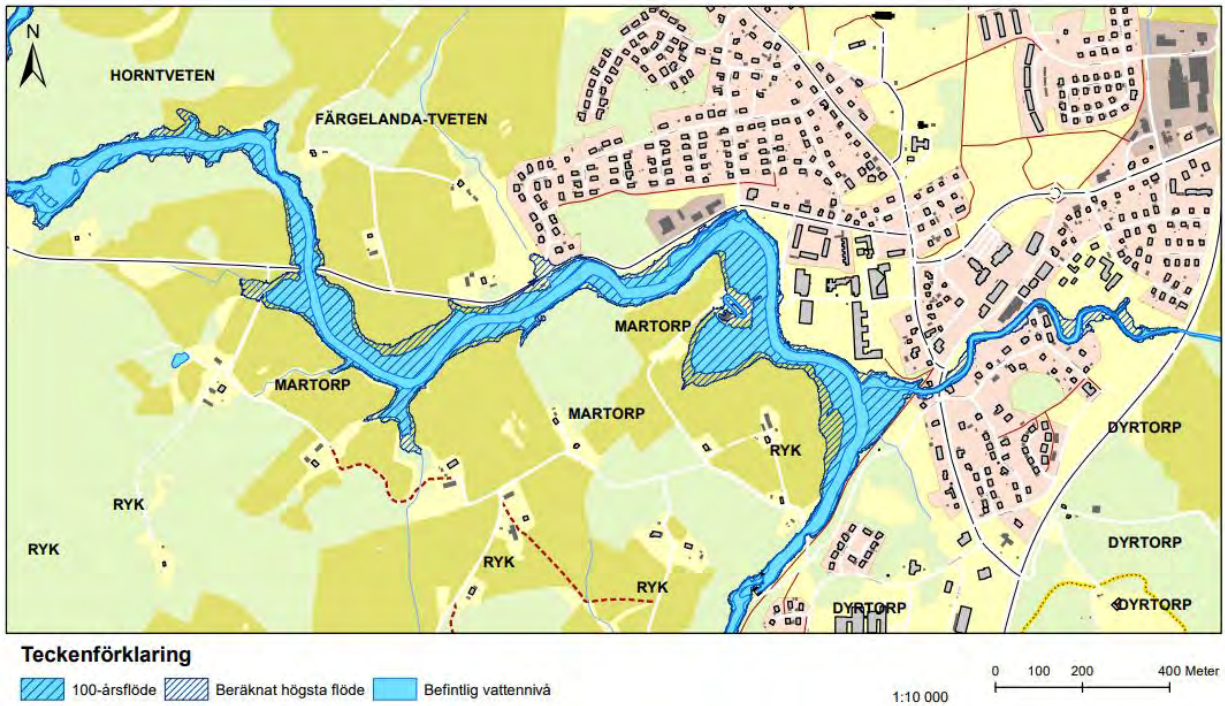 N
HORNTVETEN
FÄRGELANDA-TVETEN
MARTORP
MARTORP
MARTORP
RYK
DYRTORP
RYK
RYK
DYRTORP
RYK
RYK
DYRTORP
DYRTORP
Teckenförklaring
100-årsflöde Beräknat högsta flöde Befintlig vattennivå
1:10 000
0 100 200 400 Meter